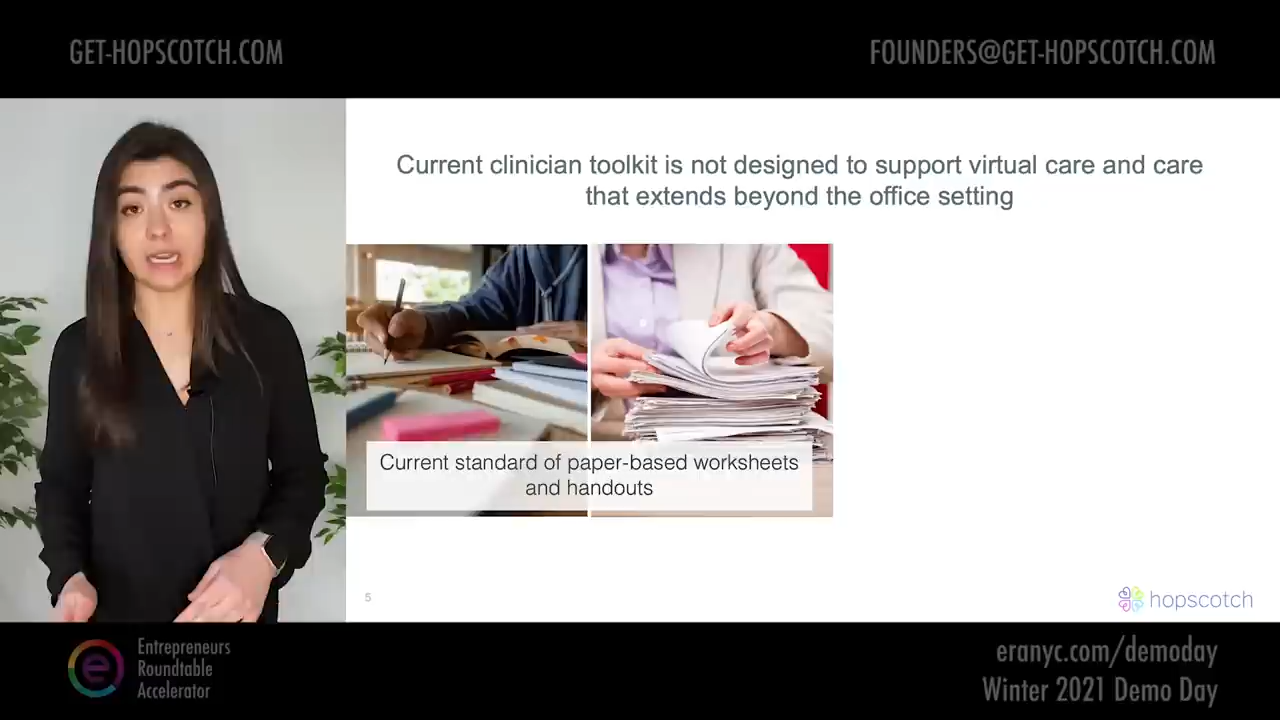 GET-HOPSCOTCH.COM
FOUNDERS@GET-HOPSCOTCH.COM
Current clinician toolkit is not designed to support virtual care and care
that extends beyond the office setting
Current standard of paper-based worksheets
and handouts
5
hopscotch
Entrepreneurs
Roundtable
Accelerator
eranyc.com/demoday
Winter 2021 Demo Day